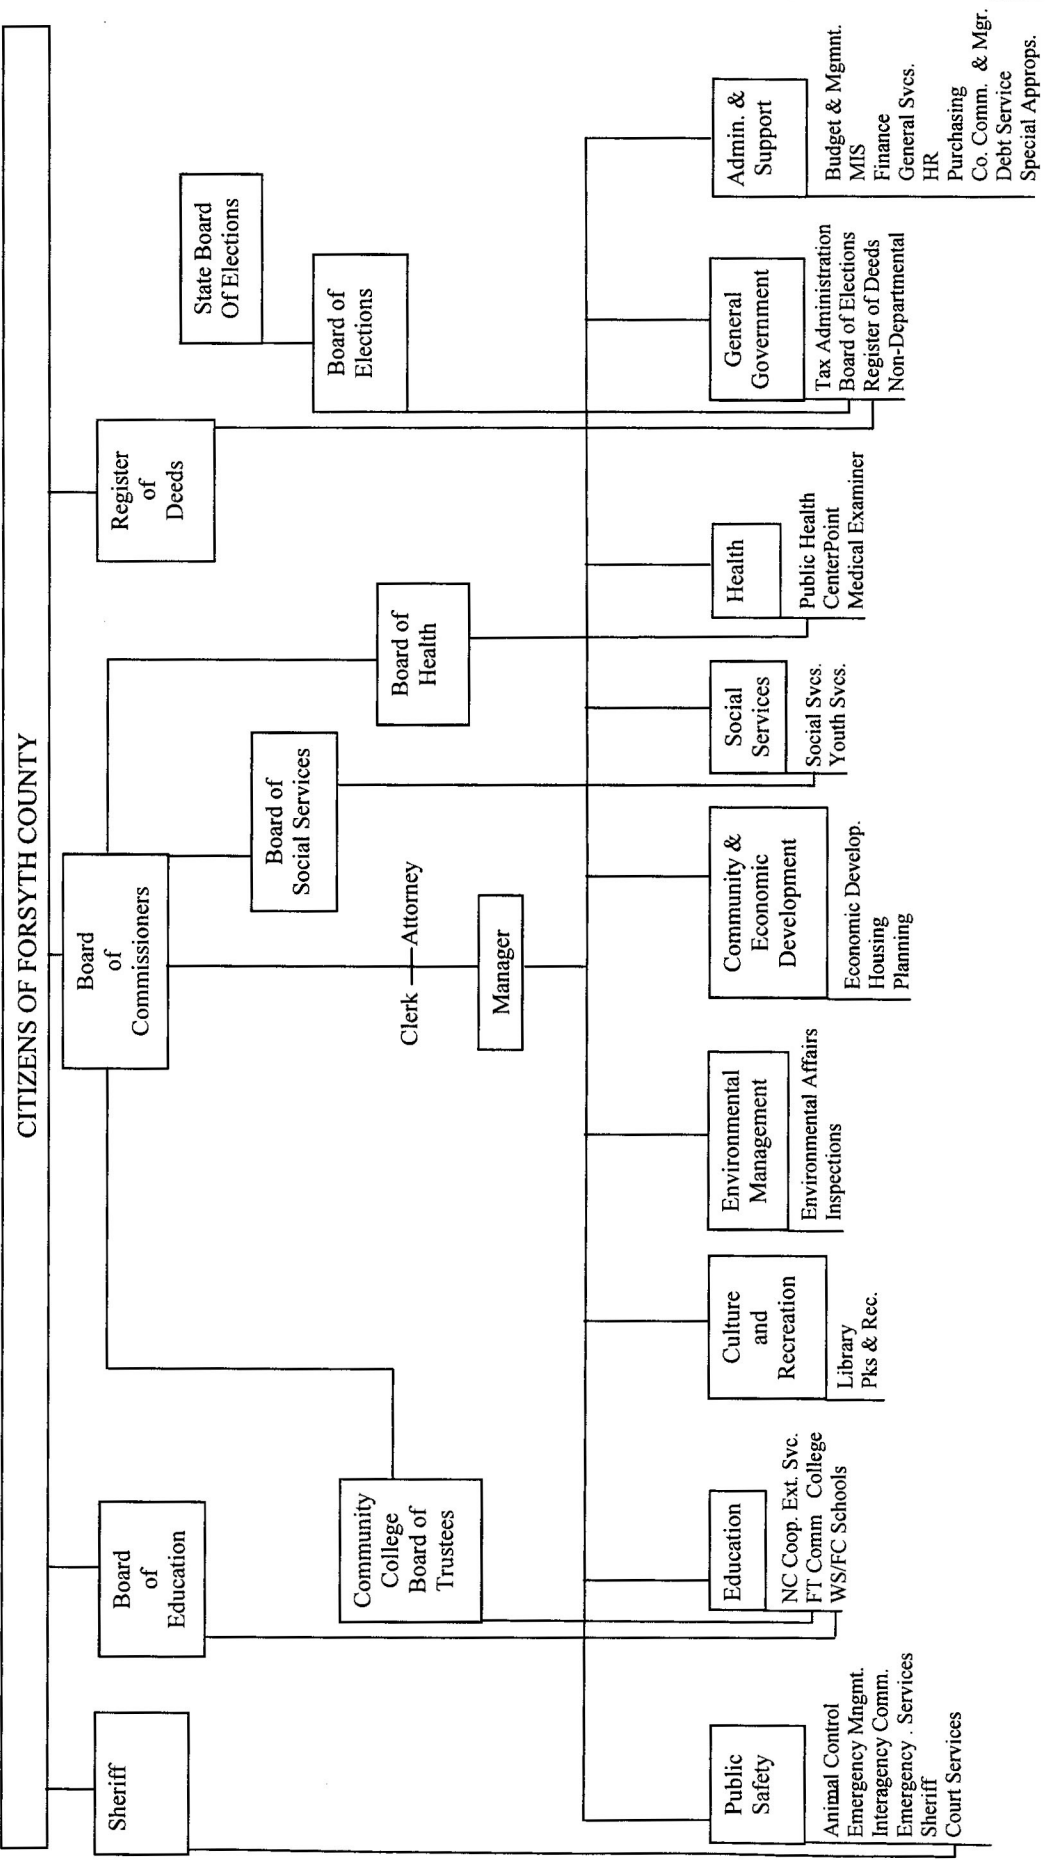 CITIZENS OF FORSYTH COUNTY
Sheriff
Board
of
Education
Board
of
Commissioners
Register
of
Deeds
State Board
Of Elections
Community
College
Board of
Trustees
Board of
Social Services
Board of
Health
Board of
Elections
Clerk
Attorney
Manager
Public
Safety
Animal Control
Emergency Mngmt.
Interagency Comm.
Emergency . Services
Sheriff
Court Services
Education
NC Coop. Ext. Svc.
FT Comm College
WS/FC Schools
Culture
and
Recreation
Library
Pks & Rec.
Environmental
Management
Environmental Affairs
Inspections
Community &
Economic
Development
Economic Develop.
Housing
Planning
Social
Services
Social Svcs.
Youth Svcs.
Health
Public Health
CenterPoint
Medical Examiner
General
Government
Tax Administration
Board of Elections
Register of Deeds
Non-Departmental
Admin. &
Support
Budget & Mgmnt.
MIS
Finance
General Svcs.
HR
Purchasing
Co. Comm. & Mgr.
Debt Service
Special Approps.